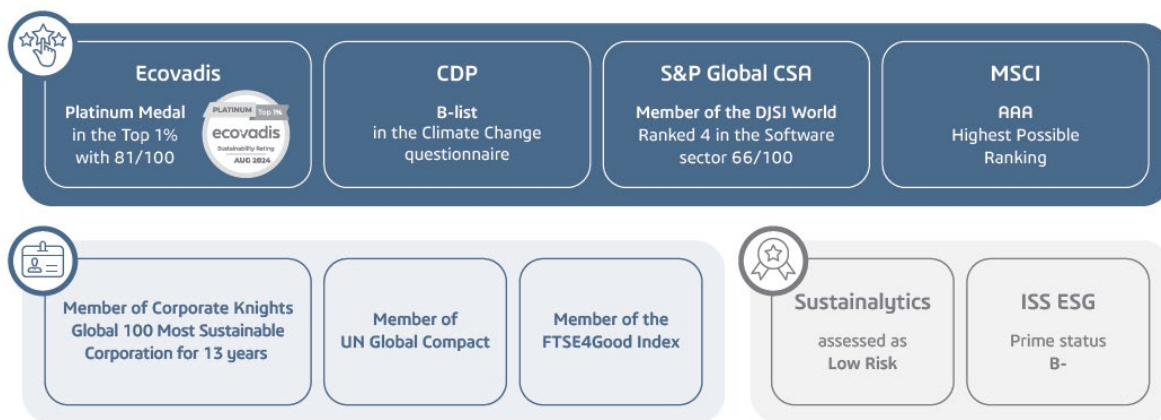 Ecovadis
Platinum Medal
in the Top 1%
with 81/100
PLATINUM Top 1%
ecovadis
Sustainability Rating
AUG 2024
CDP
B-list
in the Climate Change
questionnaire
S&P Global CSA
Member of the DJSI World
Ranked 4 in the Software
sector 66/100
MSCI
AAA
Highest Possible
Ranking
Member of Corporate Knights
Global 100 Most Sustainable
Corporation for 13 years
Member of
UN Global Compact
Member of the
FTSE4Good Index
Sustainalytics
assessed as
Low Risk
ISS ESG
Prime status
B-